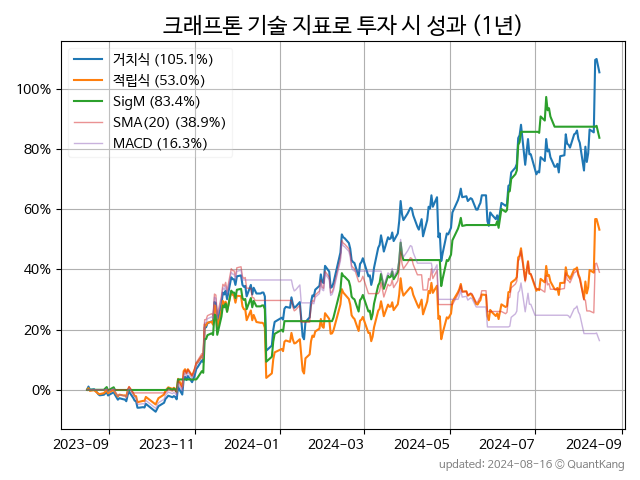 크래프톤 기술 지표로 투자 시 성과 (1년)
거치식 (105.1%)
적립식 (53.0%)
SigM (83.4%)
SMA(20) (38.9%)
MACD (16.3%)
100%
80%
60%
40%
20%
0%
2023-09 2023-11 2024-01 2024-03 2024-05 2024-07 2024-09
updated: 2024-08-16 © QuantKang